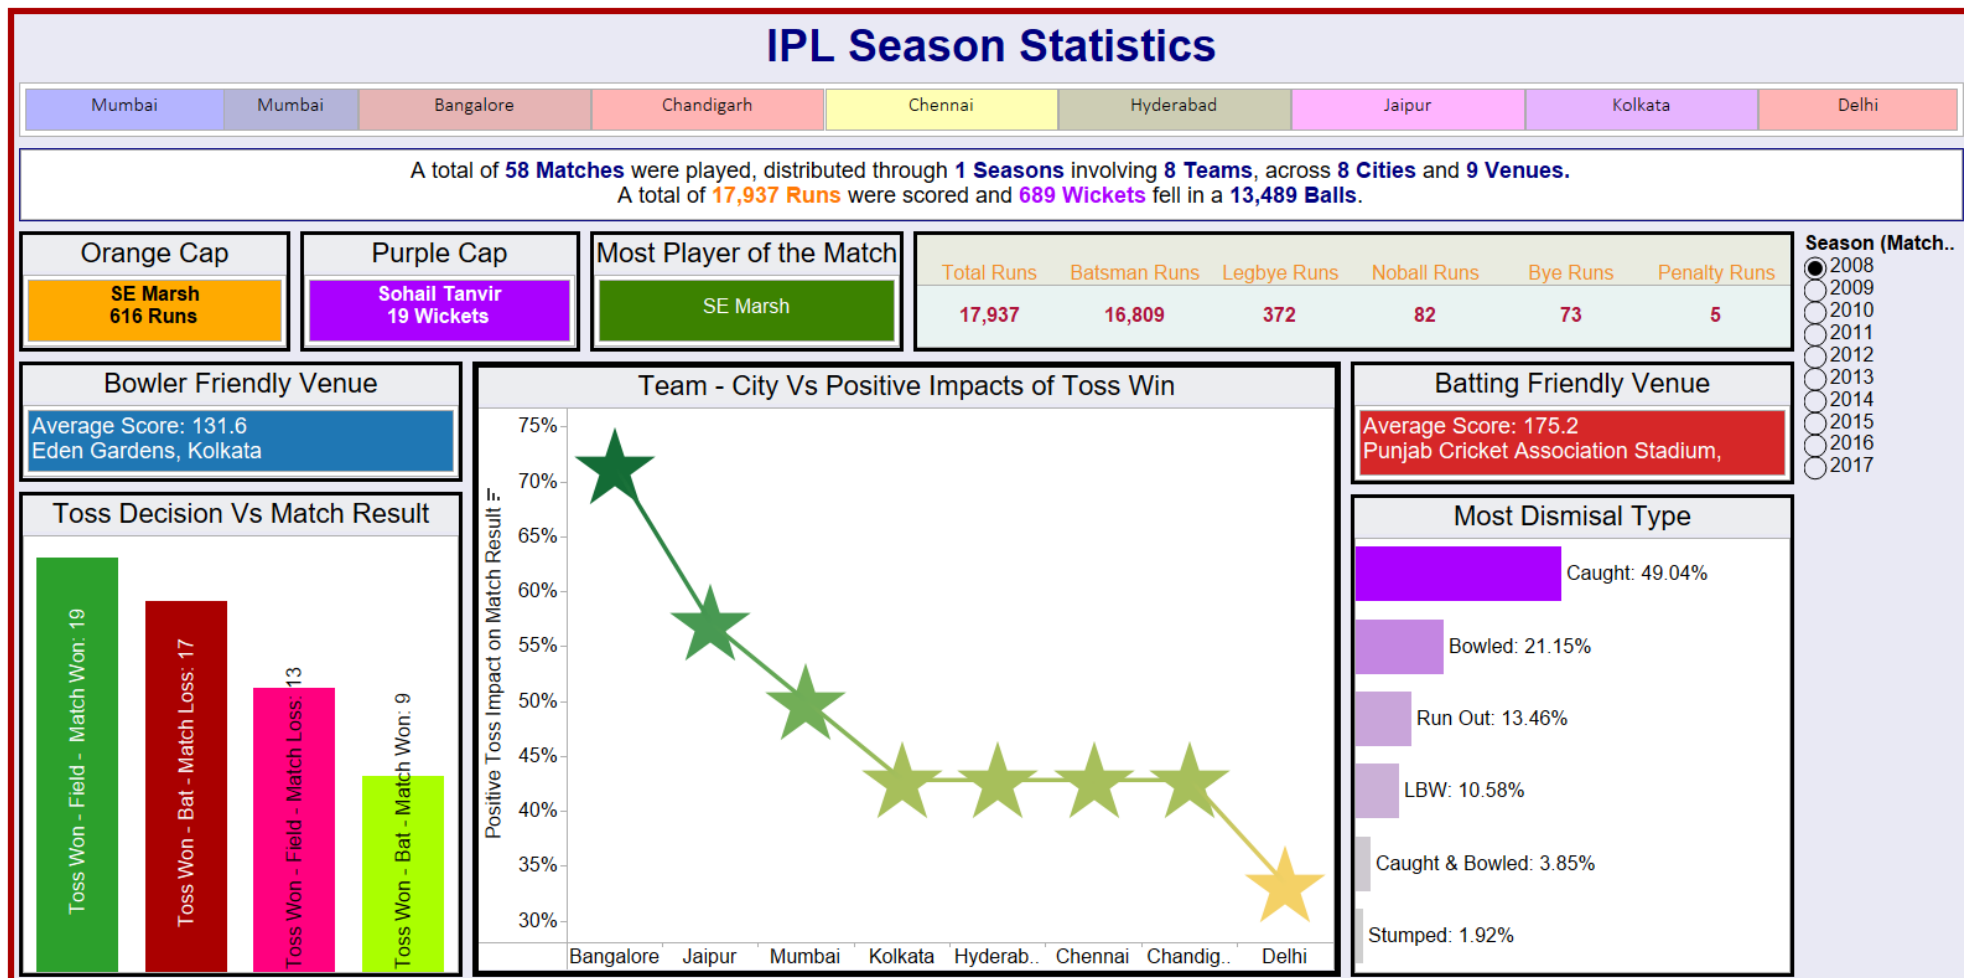 IPL Season Statistics
Mumbai Mumbai Bangalore Chandigarh Chennai Hyderabad Jaipur Kolkata Delhi
A total of 58 Matches were played, distributed through 1 Seasons involving 8 Teams, across 8 Cities and 9 Venues.
A total of 17,937 Runs were scored and 689 Wickets fell in a 13,489 Balls.
Orange Cap
SE Marsh
616 Runs
Purple Cap
Sohail Tanvir
19 Wickets
Most Player of the Match
SE Marsh
Total Runs Batsman Runs Legbye Runs Noball Runs Bye Runs Penalty Runs
17,937 16,809 372 82 73 5
Season (Match..
2008
2009
2010
2011
2012
2013
2014
2015
2016
2017
Bowler Friendly Venue
Average Score: 131.6
Eden Gardens, Kolkata
Toss Decision Vs Match Result
Toss Won - Field - Match Won: 19
Toss Won - Bat - Match Loss: 17
Toss Won - Field - Match Loss: 13
Toss Won - Bat - Match Won: 9
Team - City Vs Positive Impacts of Toss Win
Positive Toss Impact on Match Result
75%
70%
65%
60%
55%
50%
45%
40%
35%
30%
Bangalore Jaipur Mumbai Kolkata Hyderab.. Chennai Chandig.. Delhi
Batting Friendly Venue
Average Score: 175.2
Punjab Cricket Association Stadium,
Most Dismisal Type
Caught: 49.04%
Bowled: 21.15%
Run Out: 13.46%
LBW: 10.58%
Caught & Bowled: 3.85%
Stumped: 1.92%